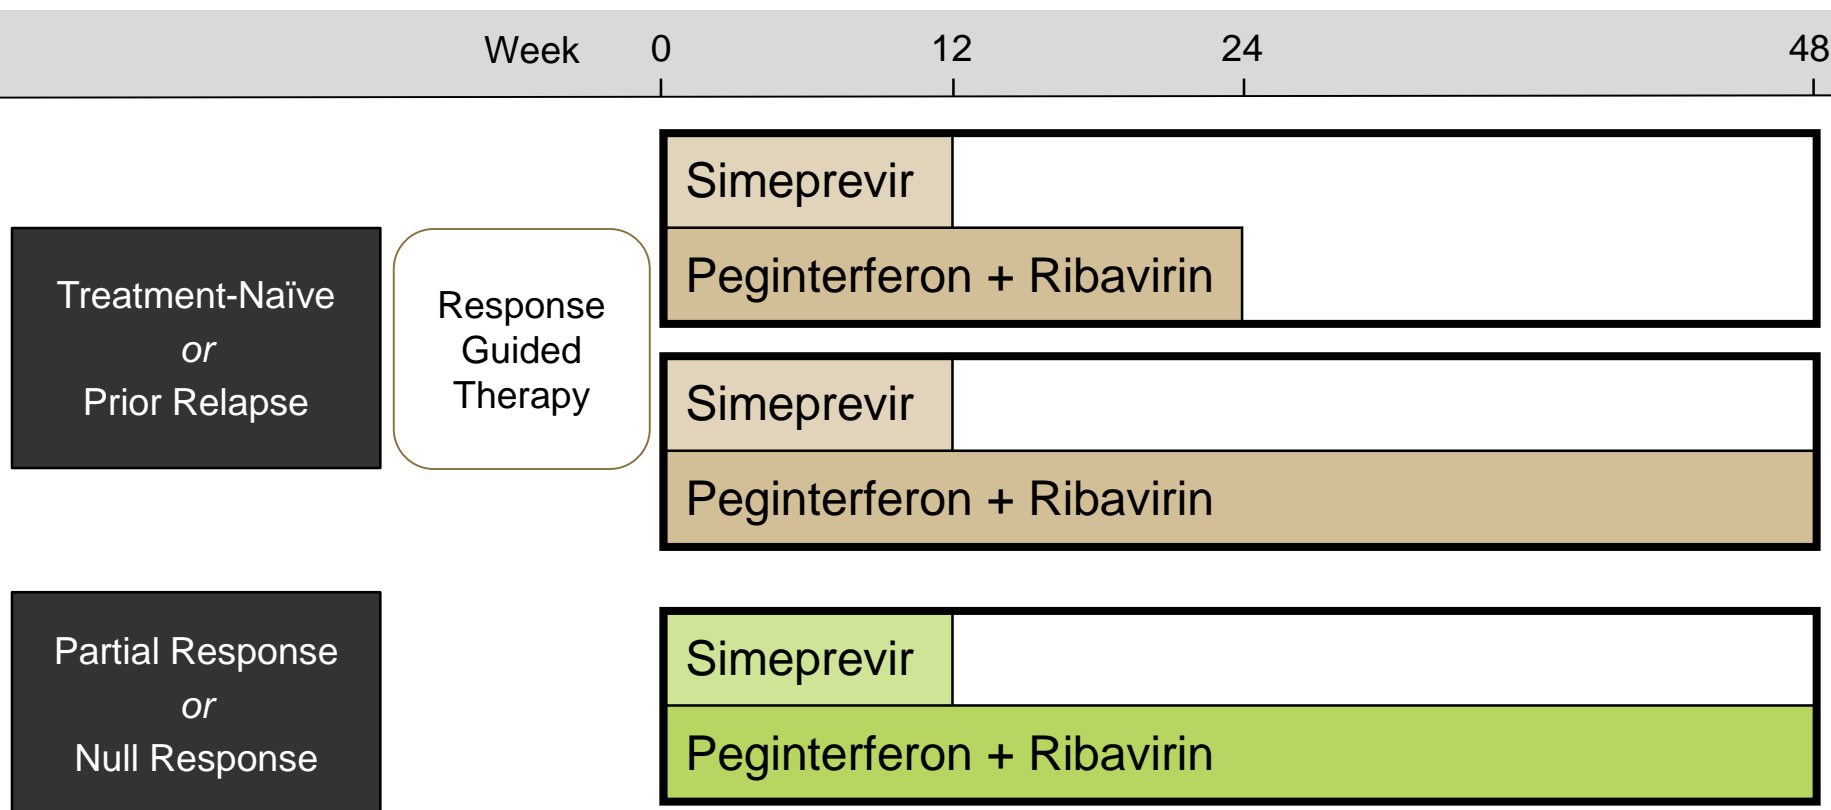 Week 0 12 24 48
Treatment-Naïve
or
Prior Relapse
Response
Guided
Therapy
Simeprevir
Peginterferon + Ribavirin
Simeprevir
Peginterferon + Ribavirin
Partial Response
or
Null Response
Simeprevir
Peginterferon + Ribavirin